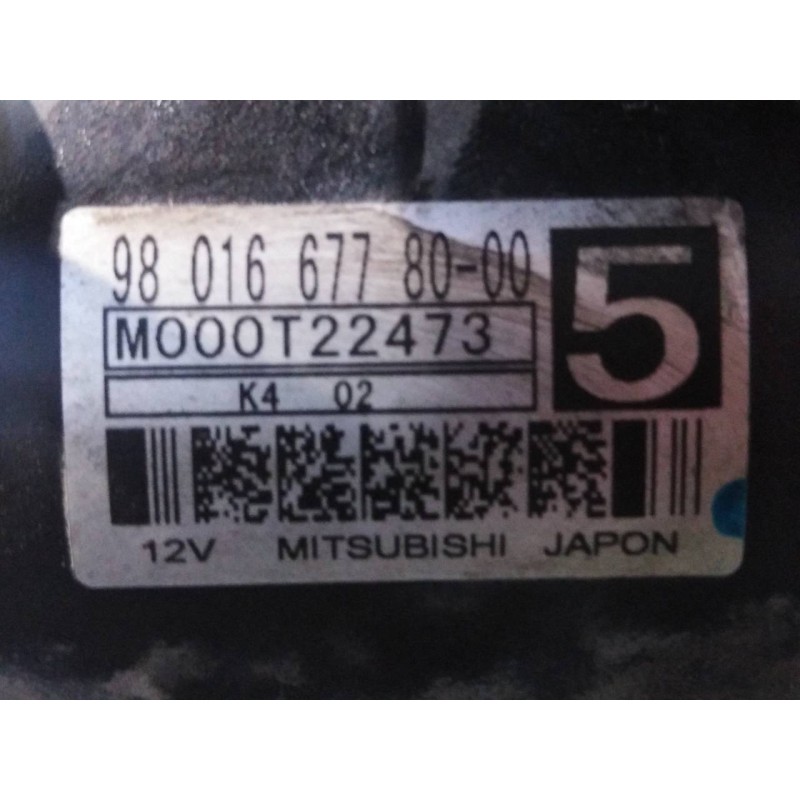 98 016 677 80-00
5
M000T22473
K4 02
12V MITSUBISHI JAPON